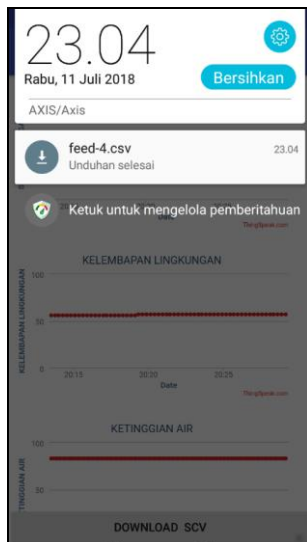 23.04
Rabu, 11 Juli 2018
Bersihkan
AXIS/Axis
feed-4.csv
23.04
Unduhan selesai
Ketuk untuk mengelola pemberitahuan
Date
ThingSpeak.com
KELEMBAPAN LINGKUNGAN
KELEMBAPAN LINGKUNGAN
100
50
0
20:15
20:20
20:25
Date
ThingSpeak.com
KETINGGIAN AIR
100
50
DOWNLOAD SCV